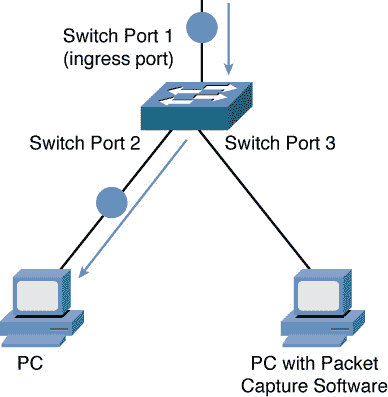 Switch Port 1
(ingress port)
Switch Port 2
Switch Port 3
PC
PC with Packet
Capture Software